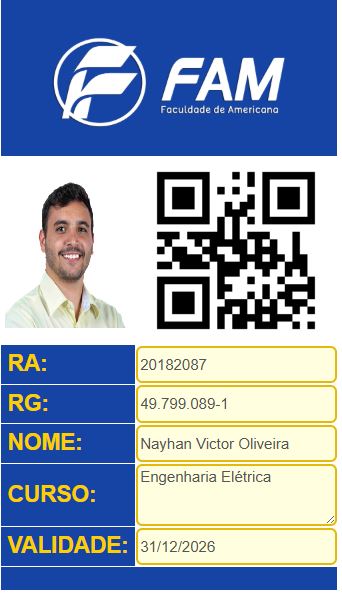 FAM
Faculdade de Americana
RA: 20182087
RG: 49.799.089-1
NOME: Nayhan Victor Oliveira
CURSO: Engenharia Elétrica
VALIDADE: 31/12/2026